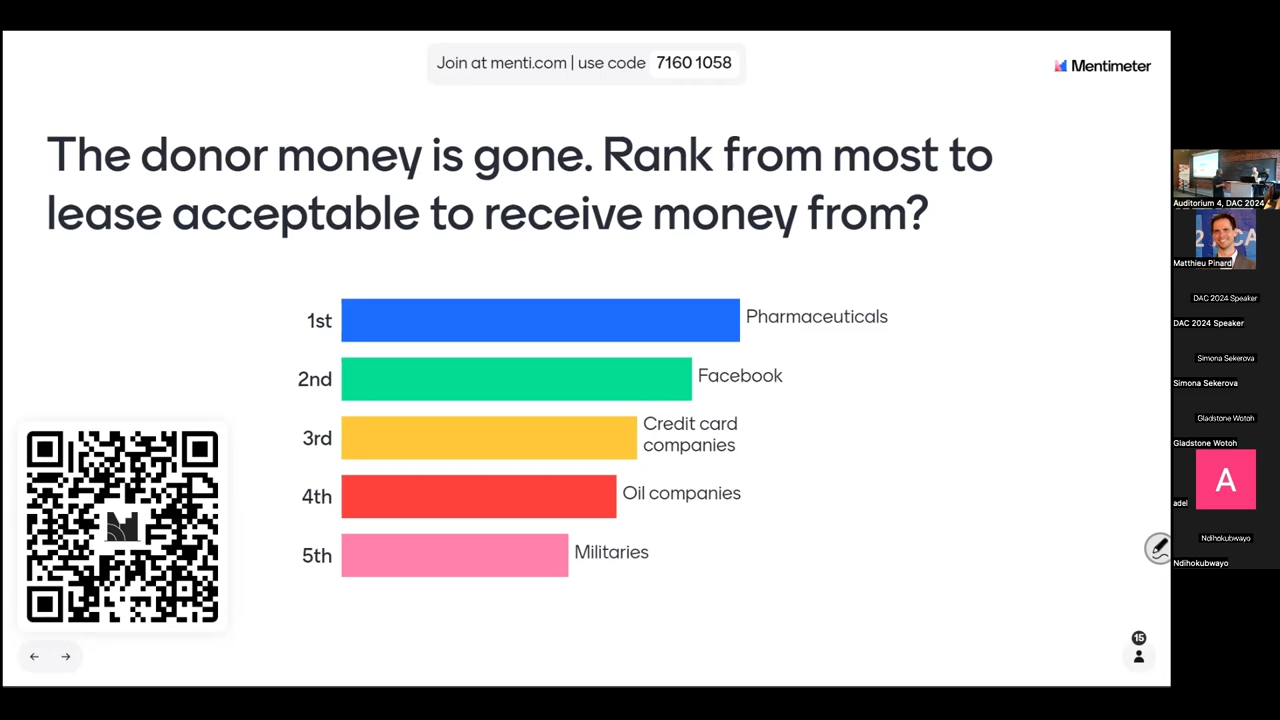 Join at menti.com | use code 7160 1058
Mentimeter
The donor money is gone. Rank from most to
lease acceptable to receive money from?
1st
Pharmaceuticals
2nd
Facebook
3rd
Credit card
companies
4th
Oil companies
5th
Militaries
15
Auditorium 4, DAC 2024
Matthieu Pinard
DAC 2024 Speaker
DAC 2024 Speaker
Simona Sekerova
Simona Sekerova
Gladstone Wotoh
Gladstone Wotoh
A
adel
Ndihokubwayo
Ndihokubwayo